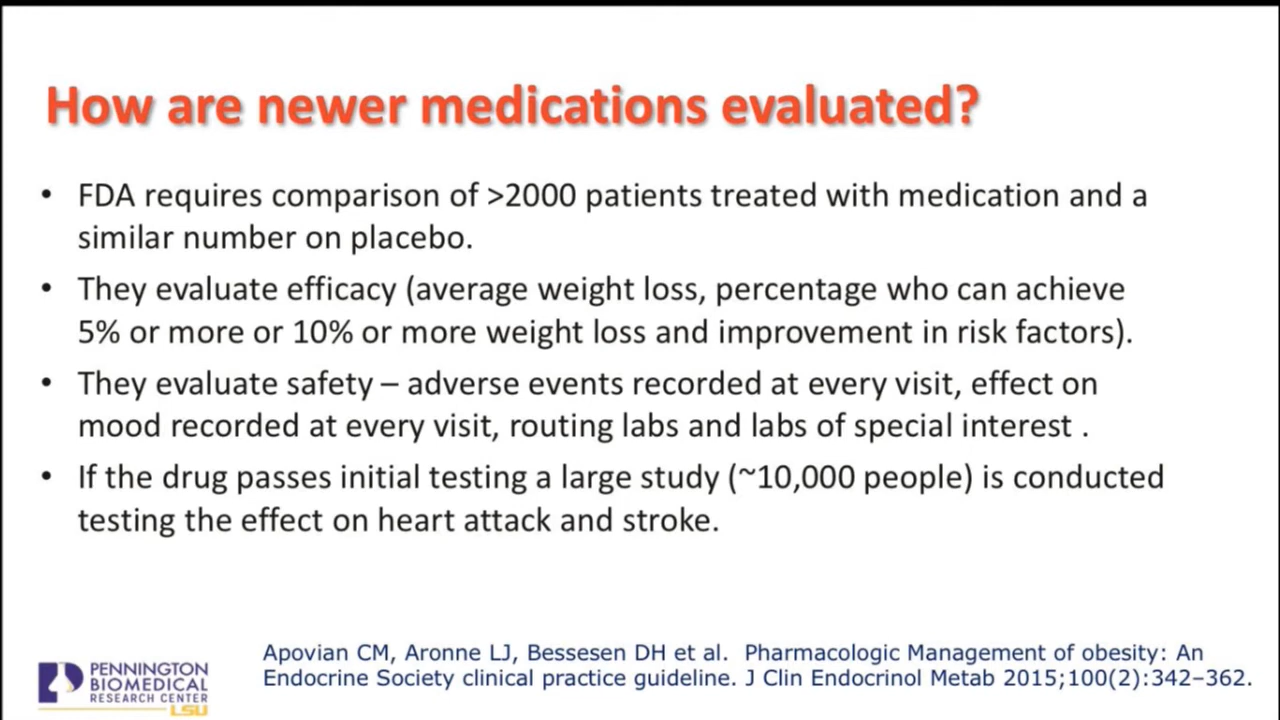 How are newer medications evaluated?
• FDA requires comparison of >2000 patients treated with medication and a
similar number on placebo.
• They evaluate efficacy (average weight loss, percentage who can achieve
5% or more or 10% or more weight loss and improvement in risk factors).
• They evaluate safety – adverse events recorded at every visit, effect on
mood recorded at every visit, routing labs and labs of special interest .
• If the drug passes initial testing a large study (~10,000 people) is conducted
testing the effect on heart attack and stroke.
Apovian CM, Aronne LJ, Bessesen DH et al. Pharmacologic Management of obesity: An
Endocrine Society clinical practice guideline. J Clin Endocrinol Metab 2015;100(2):342–362.
PENNINGTON
BIOMEDICAL
RESEARCH CENTER
LSU